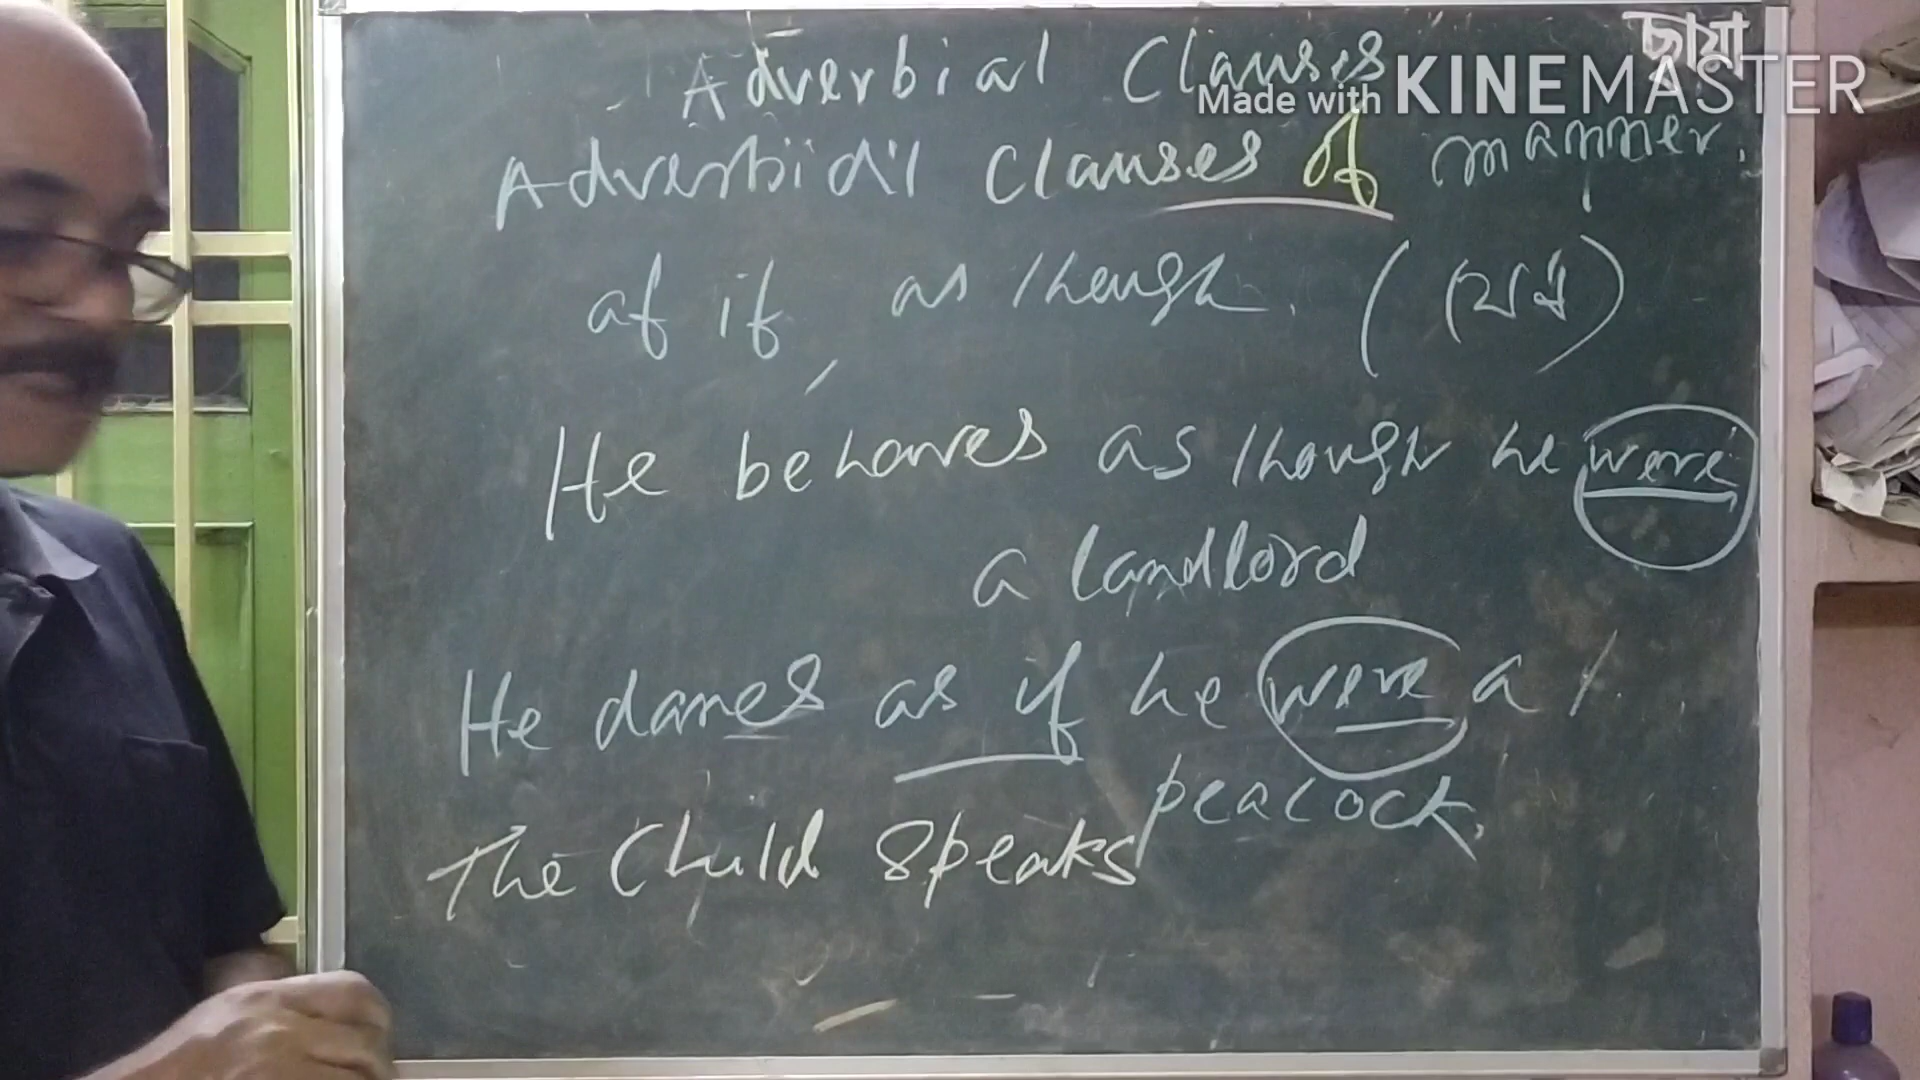 Adverbial Clauses
ছায়া
Made with KINEMASTER
Adverbial Clauses of manner.
as if, as though. (যেন)
He behaves as though he were
a landlord
He dances as if he were a
peacock.
The Child speaks